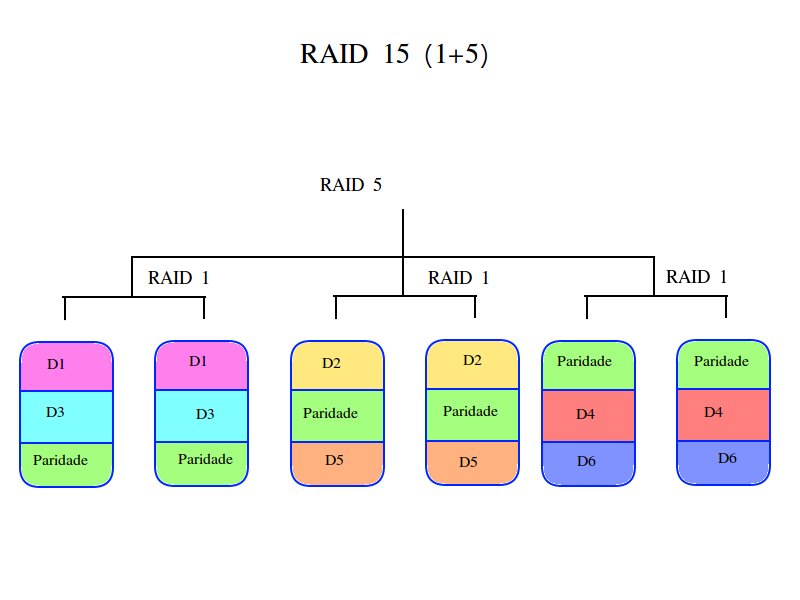 RAID 15 (1+5)
RAID 5
RAID 1
RAID 1
RAID 1
D1
D3
Paridade
D1
D3
Paridade
D2
Paridade
D5
D2
Paridade
D5
Paridade
D4
D6
Paridade
D4
D6